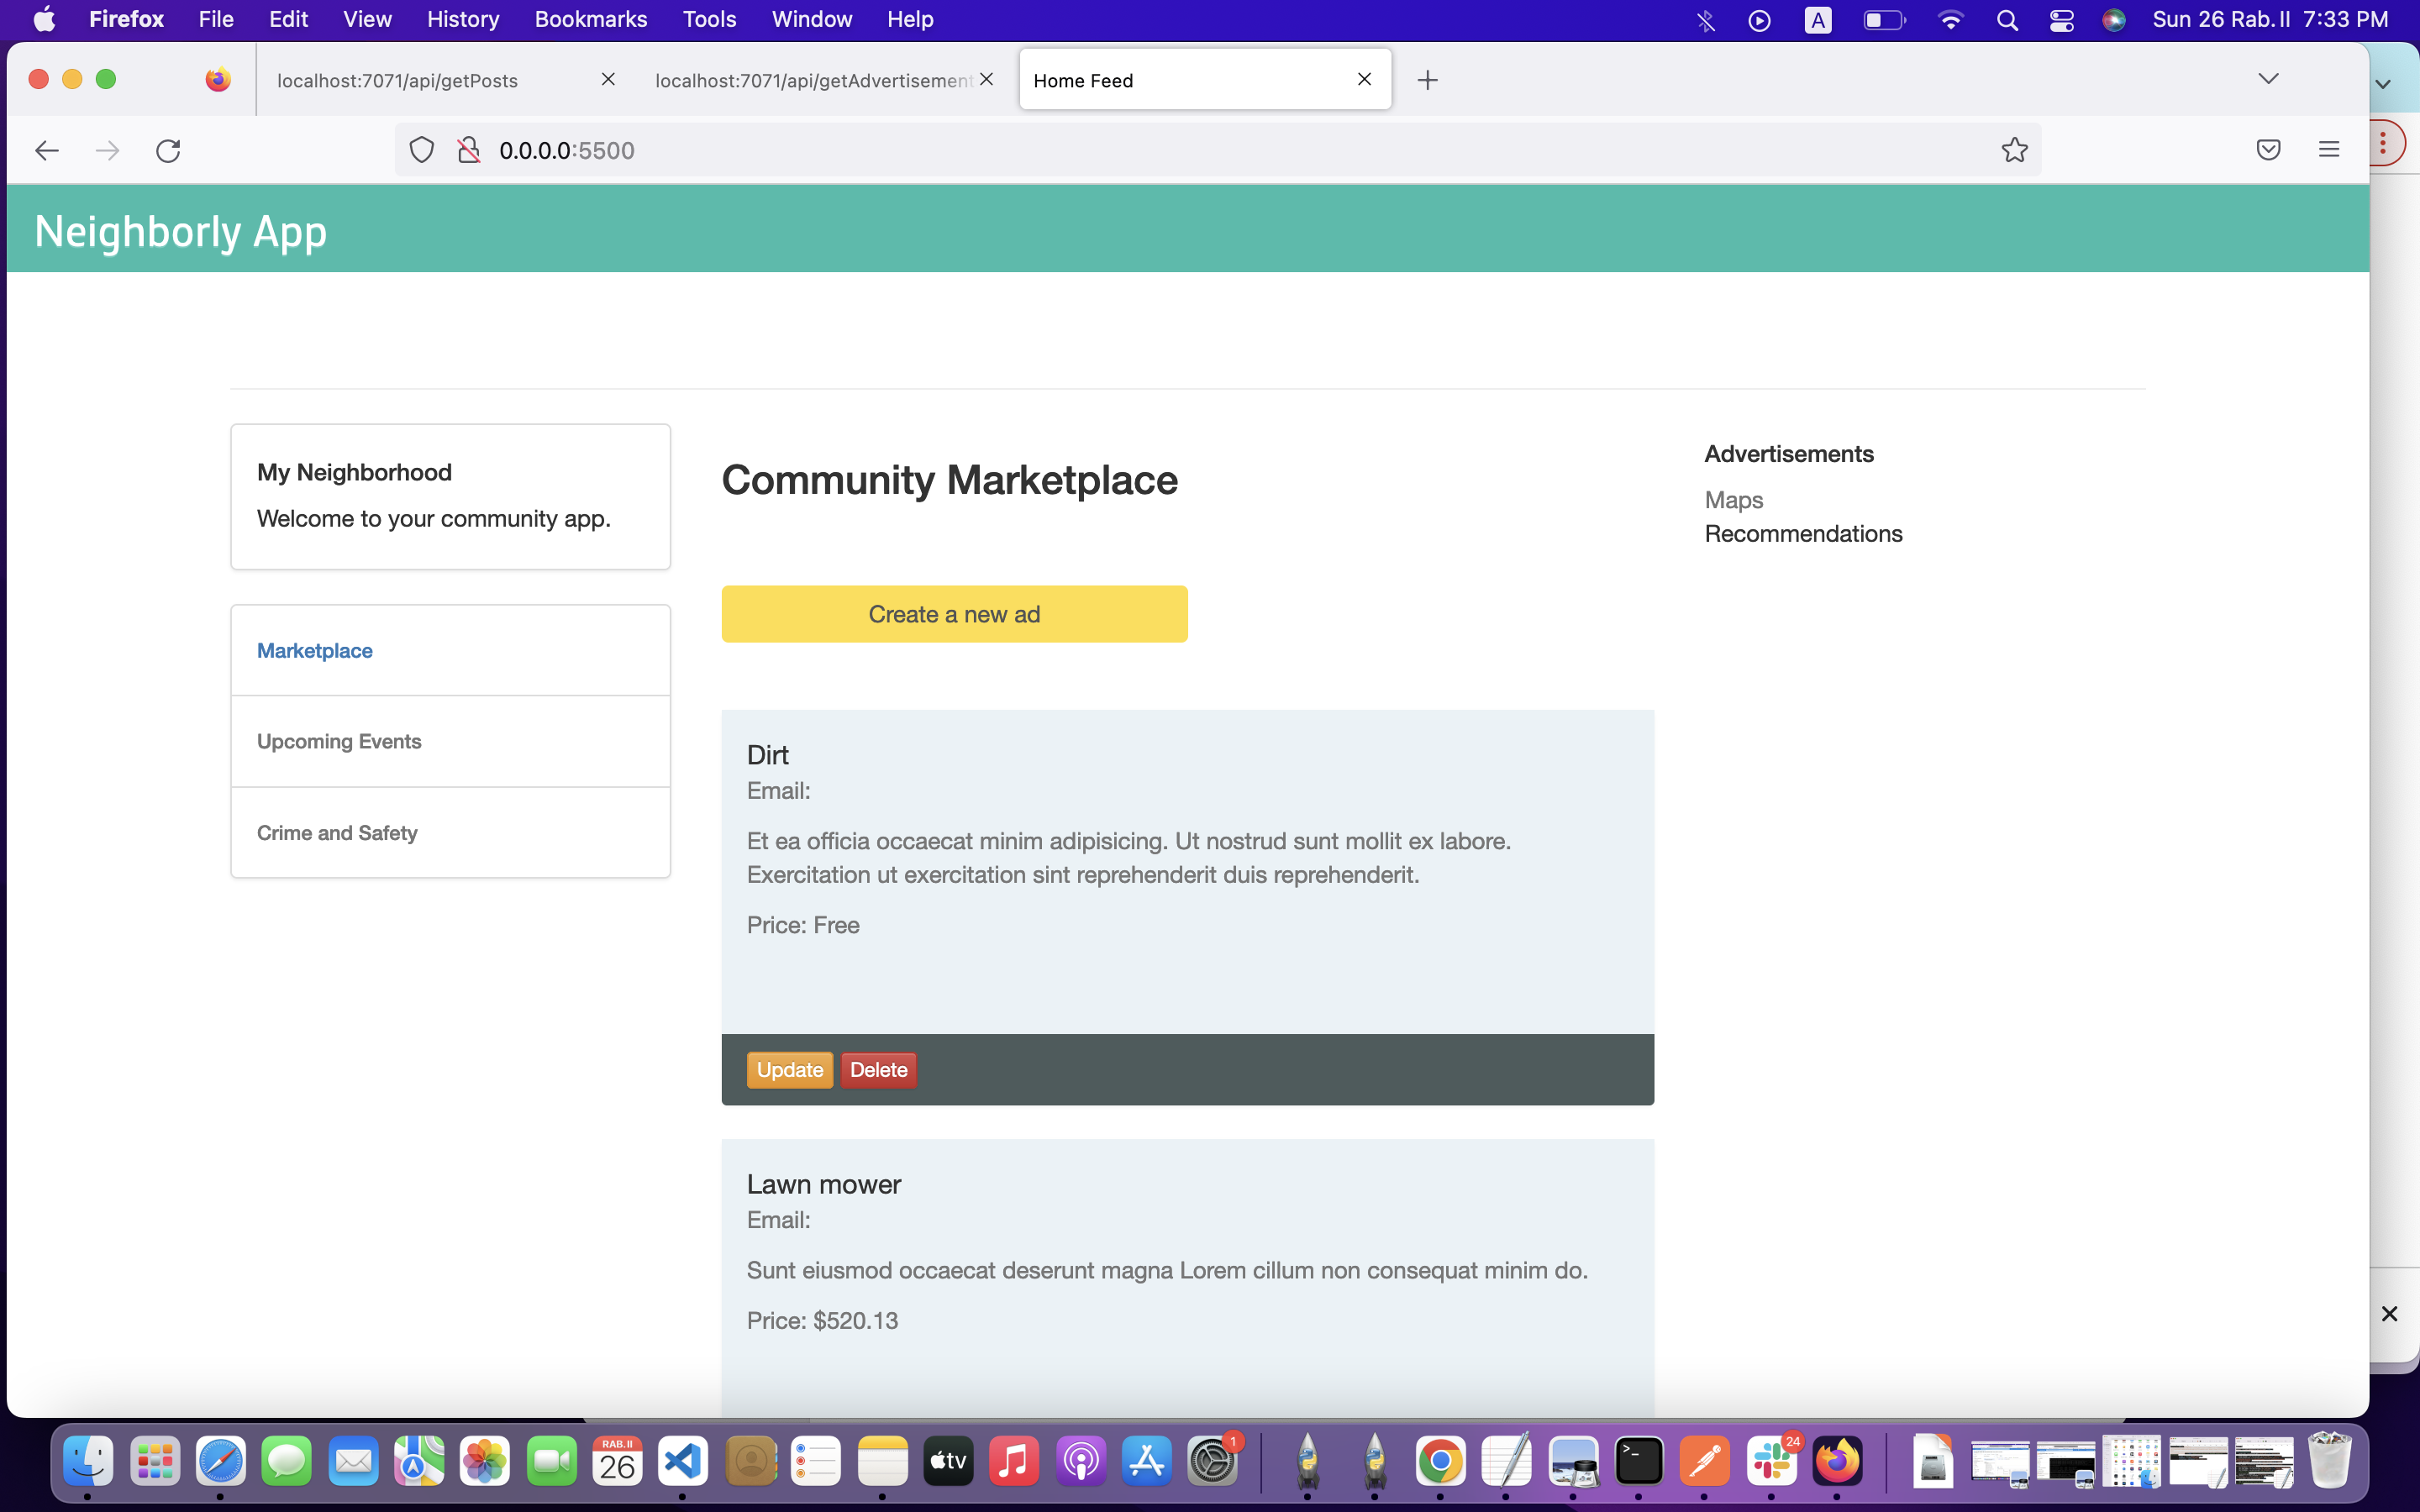 Firefox File Edit View History Bookmarks Tools Window Help A Sun 26 Rab. II 7:33 PM
localhost:7071/api/getPosts localhost:7071/api/getAdvertisement Home Feed
0.0.0.0:5500
Neighborly App
My Neighborhood
Welcome to your community app.
Marketplace
Upcoming Events
Crime and Safety
Community Marketplace
Create a new ad
Dirt
Email:
Et ea officia occaecat minim adipisicing. Ut nostrud sunt mollit ex labore.
Exercitation ut exercitation sint reprehenderit duis reprehenderit.
Price: Free
Update Delete
Lawn mower
Email:
Sunt eiusmod occaecat deserunt magna Lorem cillum non consequat minim do.
Price: $520.13
Advertisements
Maps
Recommendations
RAB. II
26
tv
1
24